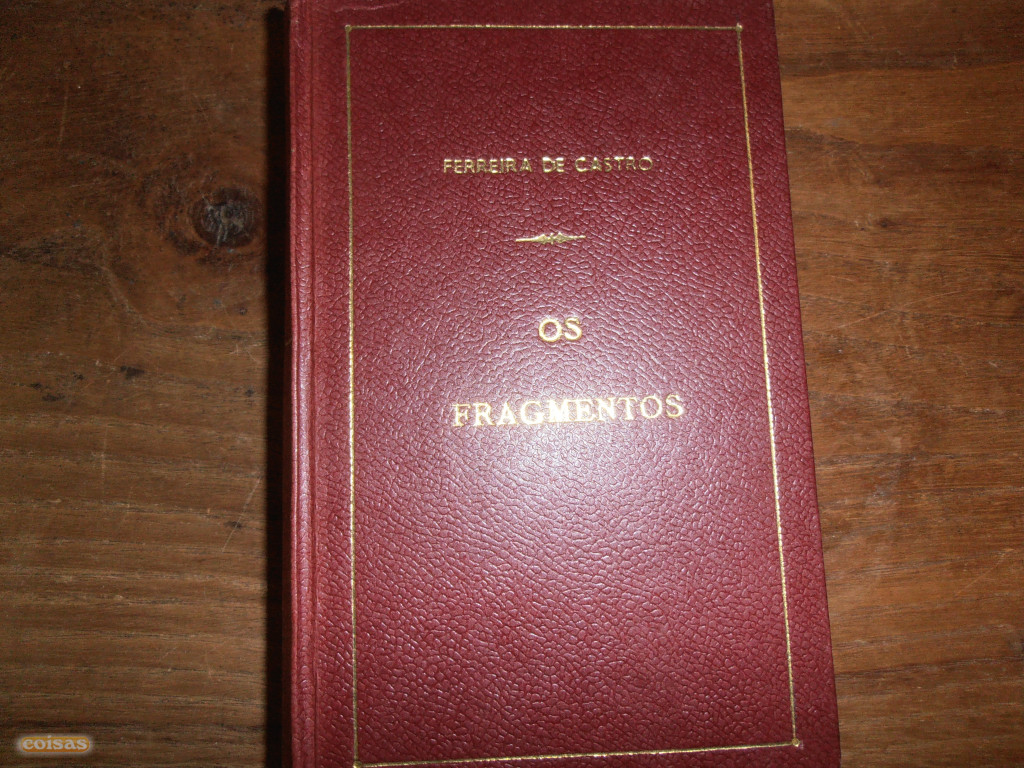 FERREIRA DE CASTRO
OS
FRAGMENTOS
coisas